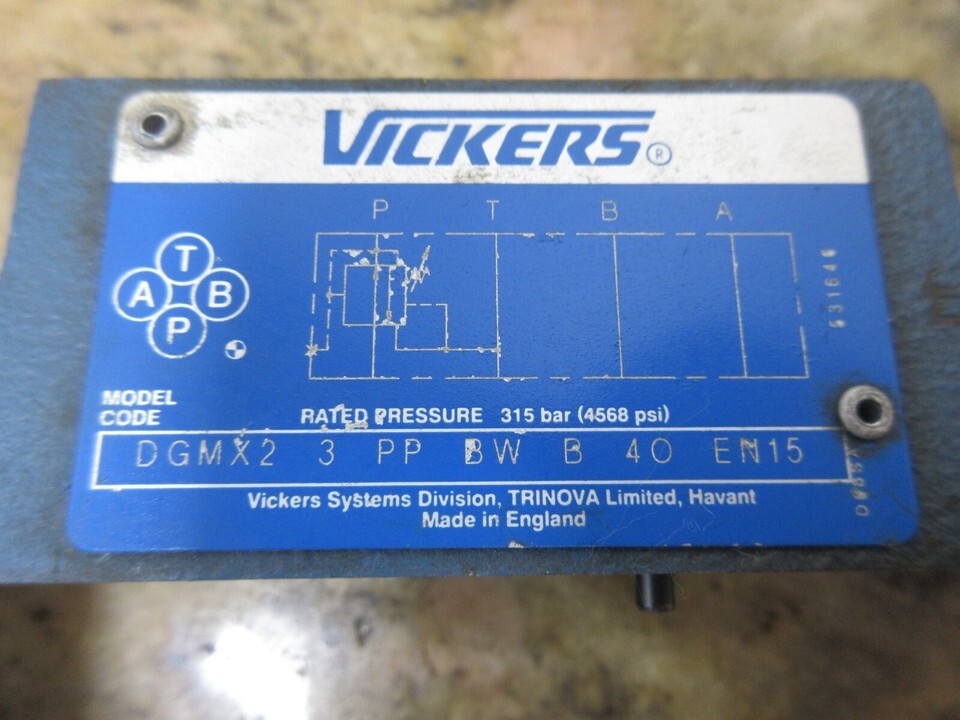 VICKERS®
P T B A
T
A B
P
MODEL
CODE
RATED PRESSURE 315 bar (4568 psi)
DGMX2 3 PP BW B 40 EN15
Vickers Systems Division, TRINOVA Limited, Havant
Made in England